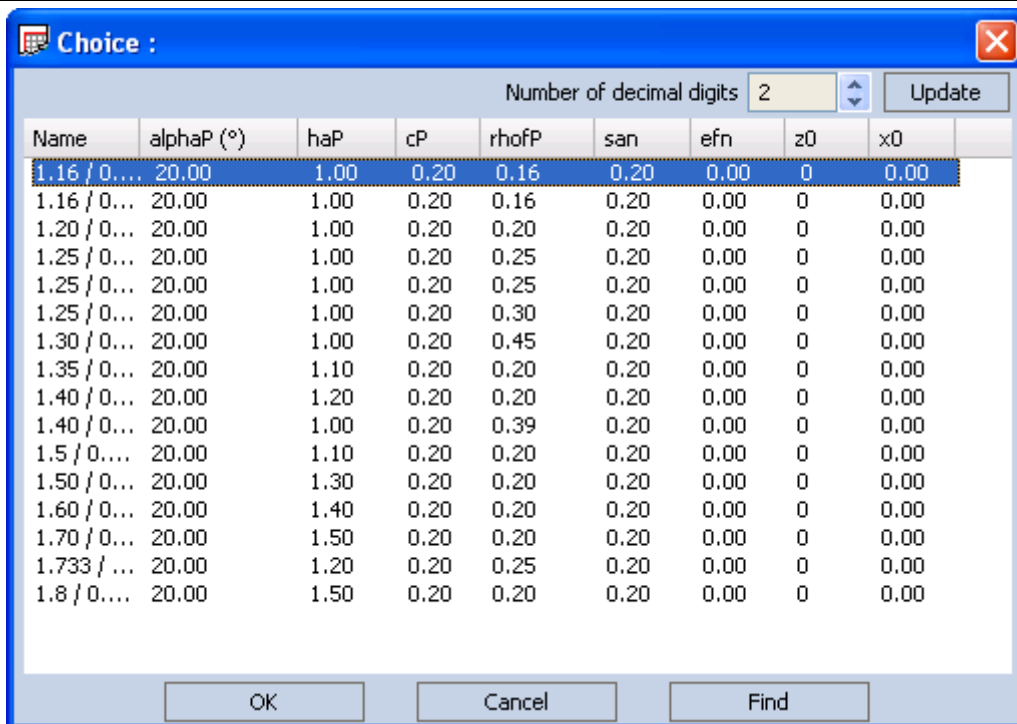 Choice :
Number of decimal digits 2 Update
Name alphaP (°) haP cP rhofP san efn z0 x0
1.16 / 0.... 20.00 1.00 0.20 0.16 0.20 0.00 0 0.00
1.16 / 0... 20.00 1.00 0.20 0.16 0.20 0.00 0 0.00
1.20 / 0... 20.00 1.00 0.20 0.20 0.20 0.00 0 0.00
1.25 / 0... 20.00 1.00 0.20 0.25 0.20 0.00 0 0.00
1.25 / 0... 20.00 1.00 0.20 0.25 0.20 0.00 0 0.00
1.25 / 0... 20.00 1.00 0.20 0.30 0.20 0.00 0 0.00
1.30 / 0... 20.00 1.00 0.20 0.45 0.20 0.00 0 0.00
1.35 / 0... 20.00 1.10 0.20 0.20 0.20 0.00 0 0.00
1.40 / 0... 20.00 1.20 0.20 0.20 0.20 0.00 0 0.00
1.40 / 0... 20.00 1.00 0.20 0.39 0.20 0.00 0 0.00
1.5 / 0.... 20.00 1.10 0.20 0.20 0.20 0.00 0 0.00
1.50 / 0... 20.00 1.30 0.20 0.20 0.20 0.00 0 0.00
1.60 / 0... 20.00 1.40 0.20 0.20 0.20 0.00 0 0.00
1.70 / 0... 20.00 1.50 0.20 0.20 0.20 0.00 0 0.00
1.733 / ... 20.00 1.20 0.20 0.25 0.20 0.00 0 0.00
1.8 / 0.... 20.00 1.50 0.20 0.20 0.20 0.00 0 0.00
OK Cancel Find